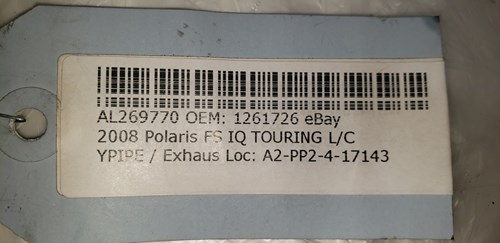 AL269770 OEM: 1261726 eBay
2008 Polaris FS IQ TOURING L/C
YPIPE / Exhaus Loc: A2-PP2-4-17143